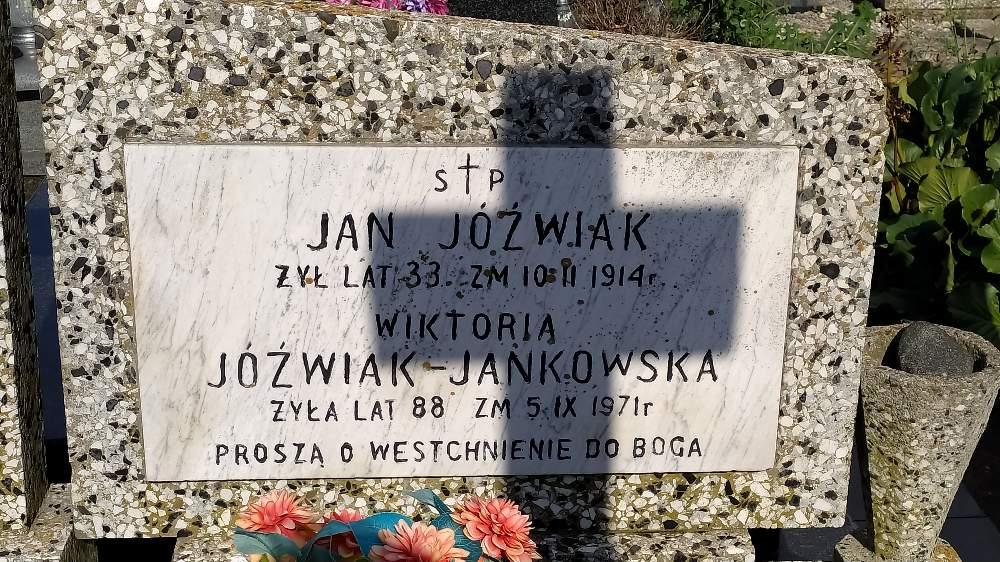 S†P
JAN JÓŹWIAK
ŻYŁ LAT 33. ZM 10 II 1914r.
WIKTORIA
JÓŹWIAK-JANKOWSKA
ŻYŁA LAT 88 ZM 5 IX 1971r
PROSZĄ O WESTCHNIENIE DO BOGA